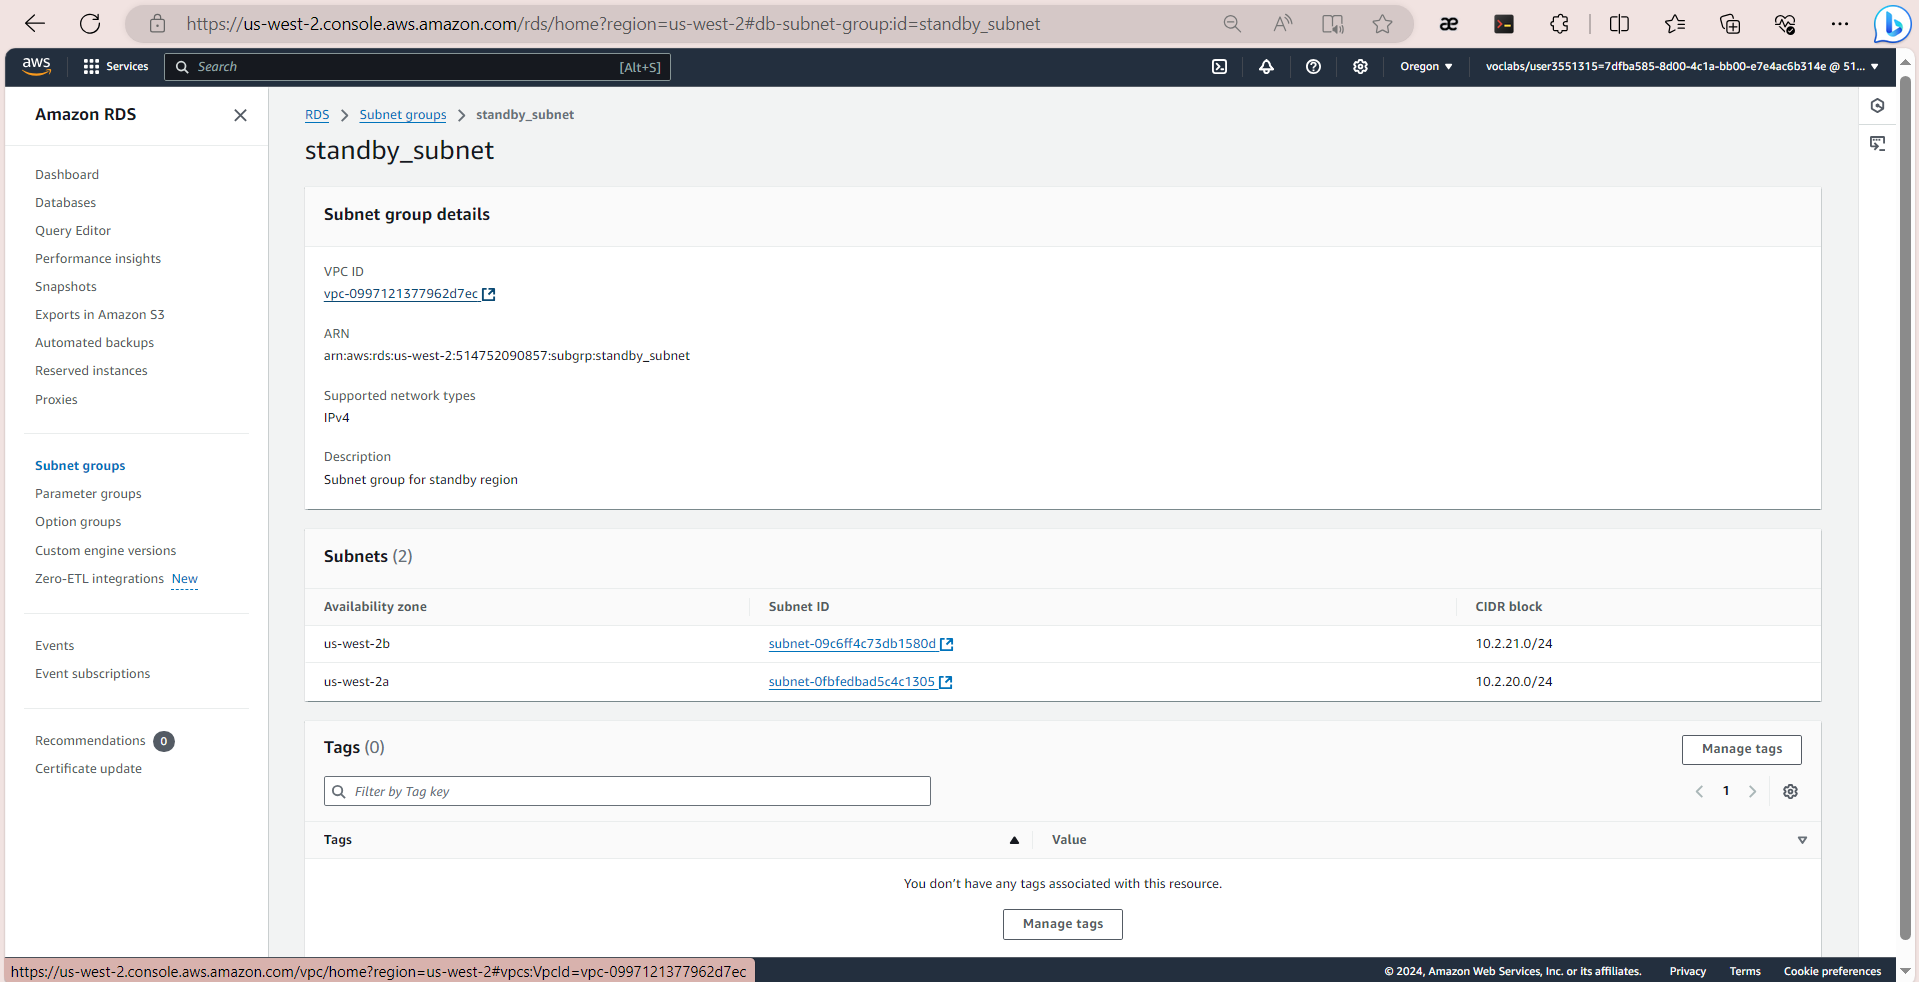 https://us-west-2.console.aws.amazon.com/rds/home?region=us-west-2#db-subnet-group:id=standby_subnet
aws
Services
Search
[Alt+S]
Oregon
voclabs/user3551315=7dfba585-8d00-4c1a-bb00-e7e4ac6b314e @ 51...
Amazon RDS
Dashboard
Databases
Query Editor
Performance insights
Snapshots
Exports in Amazon S3
Automated backups
Reserved instances
Proxies
Subnet groups
Parameter groups
Option groups
Custom engine versions
Zero-ETL integrations New
Events
Event subscriptions
Recommendations 0
Certificate update
RDS > Subnet groups > standby_subnet
standby_subnet
Subnet group details
VPC ID
vpc-0997121377962d7ec
ARN
arn:aws:rds:us-west-2:514752090857:subgrp:standby_subnet
Supported network types
IPv4
Description
Subnet group for standby region
Subnets (2)
Availability zone Subnet ID CIDR block
us-west-2b subnet-09c6ff4c73db1580d 10.2.21.0/24
us-west-2a subnet-0fbfedbad5c4c1305 10.2.20.0/24
Tags (0)
Manage tags
Filter by Tag key
1
Tags Value
You don't have any tags associated with this resource.
Manage tags
https://us-west-2.console.aws.amazon.com/vpc/home?region=us-west-2#vpcs:VpcId=vpc-0997121377962d7ec
© 2024, Amazon Web Services, Inc. or its affiliates. Privacy Terms Cookie preferences